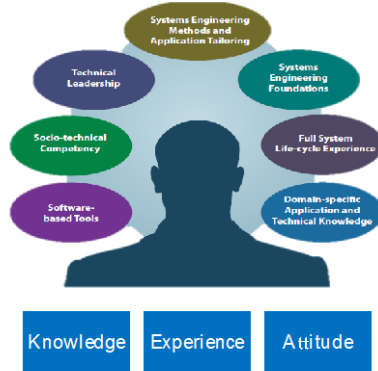 Systems Engineering
Methods and
Application Tailoring
Technical
Leadership
Systems
Engineering
Foundations
Socio-technical
Competency
Full System
Life-cycle Experience
Software-
based Tools
Domain-specific
Application and
Technical Knowledge
Knowledge
Experience
Attitude